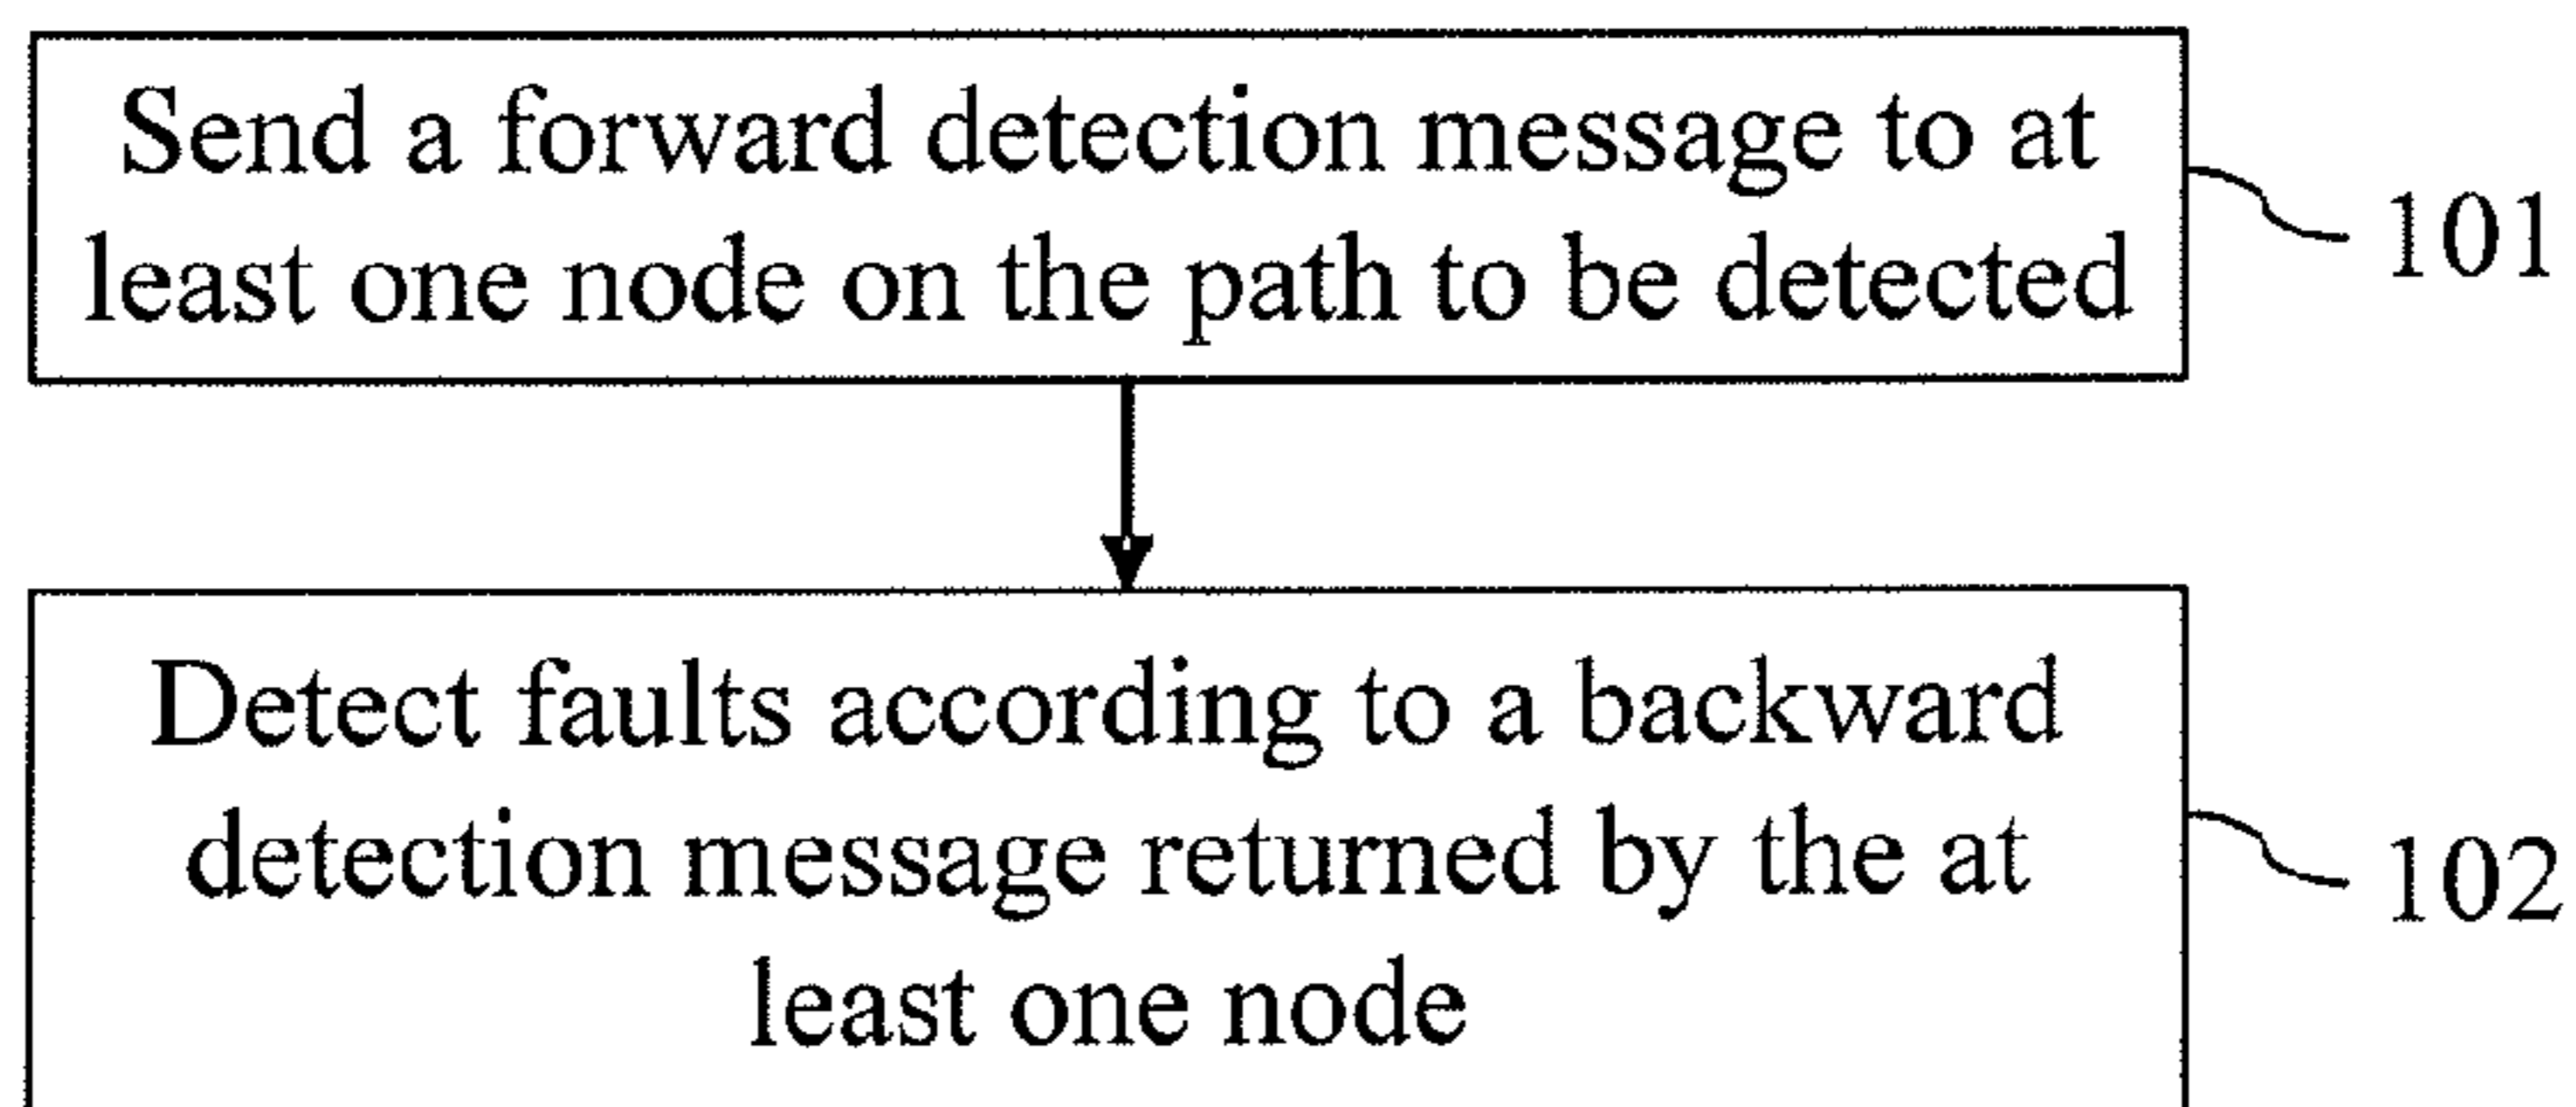 Send a forward detection message to at
least one node on the path to be detected
101
Detect faults according to a backward
detection message returned by the at
least one node
102